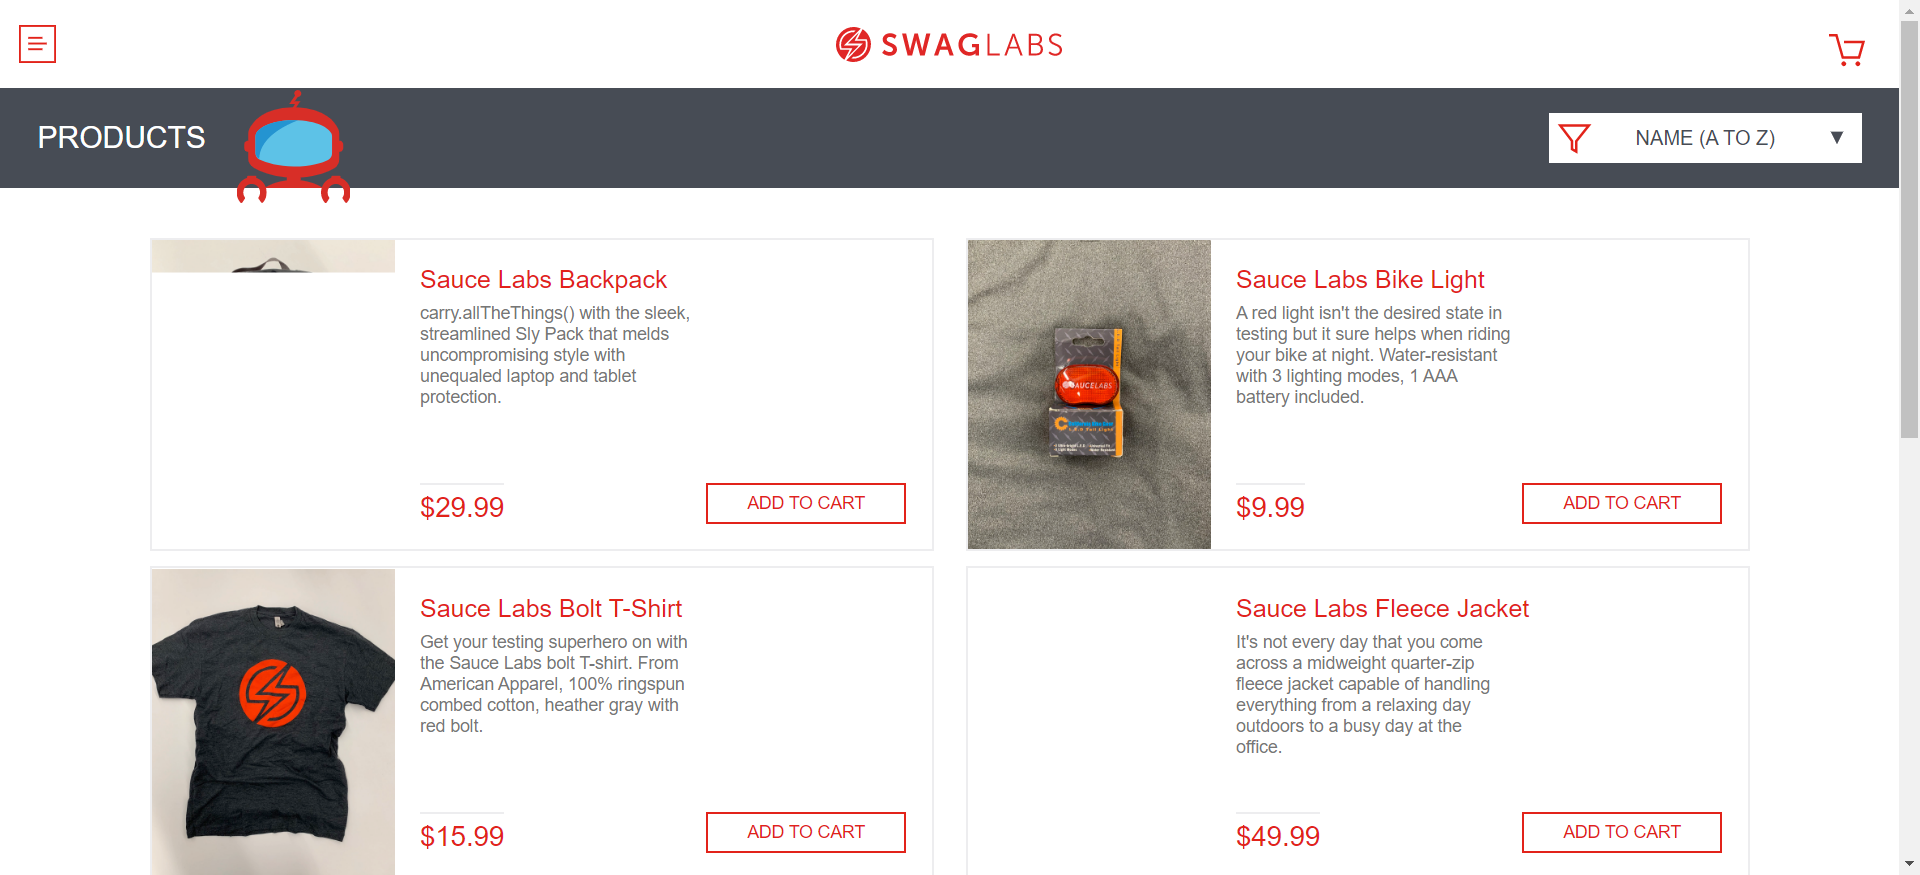 SWAGLABS
PRODUCTS
NAME (A TO Z)
Sauce Labs Backpack
carry.allTheThings() with the sleek,
streamlined Sly Pack that melds
uncompromising style with
unequaled laptop and tablet
protection.
$29.99
ADD TO CART
SAUCELABS
Sauce Labs Bike Light
A red light isn't the desired state in
testing but it sure helps when riding
your bike at night. Water-resistant
with 3 lighting modes, 1 AAA
battery included.
$9.99
ADD TO CART
Sauce Labs Bolt T-Shirt
Get your testing superhero on with
the Sauce Labs bolt T-shirt. From
American Apparel, 100% ringspun
combed cotton, heather gray with
red bolt.
$15.99
ADD TO CART
Sauce Labs Fleece Jacket
It's not every day that you come
across a midweight quarter-zip
fleece jacket capable of handling
everything from a relaxing day
outdoors to a busy day at the
office.
$49.99
ADD TO CART